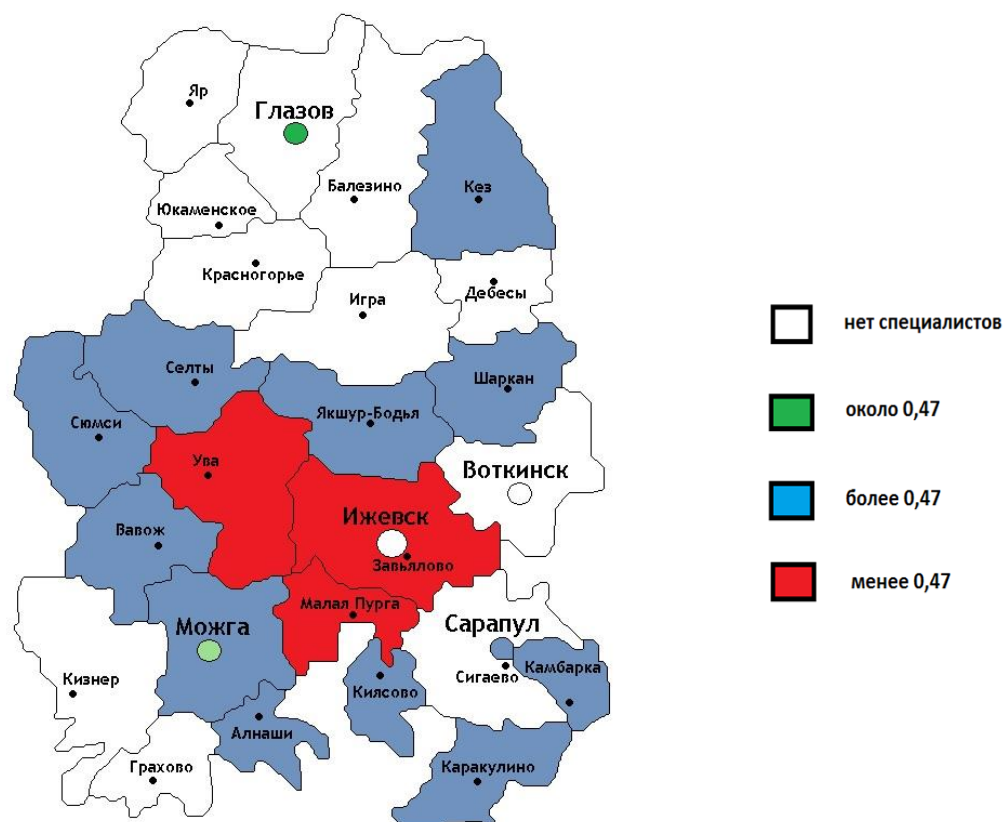 Яр
Глазов
Балезино
Кез
Юкаменское
Красногорье
Игра
Дебесы
нет специалистов
Селты
Шаркан
Якшур-Бодья
около 0,47
Сюмси
Ува
Воткинск
более 0,47
Ижевск
Вавож
Завьялово
менее 0,47
Малая Пурга
Можга
Сарапул
Сигаево
Камбарка
Кизнер
Киясово
Алнаши
Грахово
Каракулино